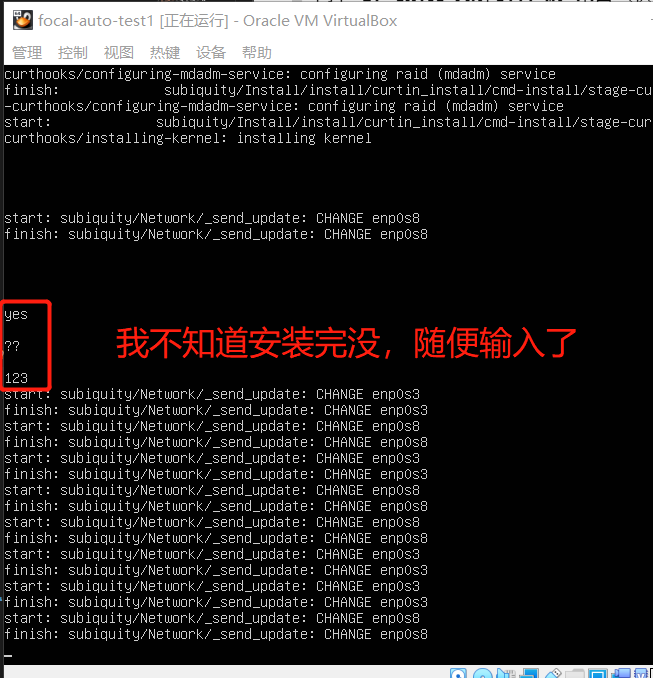 focal-auto-test1 [正在运行] - Oracle VM VirtualBox
管理 控制 视图 热键 设备 帮助
curthooks/configuring-mdadm-service: configuring raid (mdadm) service
finish: subiquity/Install/install/curtin_install/cmd-install/stage-cu
-curthooks/configuring-mdadm-service: configuring raid (mdadm) service
start: subiquity/Install/install/curtin_install/cmd-install/stage-cur
curthooks/installing-kernel: installing kernel
start: subiquity/Network/_send_update: CHANGE enp0s8
finish: subiquity/Network/_send_update: CHANGE enp0s8
yes
??
我不知道安装完没，随便输入了
123
start: subiquity/Network/_send_update: CHANGE enp0s3
finish: subiquity/Network/_send_update: CHANGE enp0s3
start: subiquity/Network/_send_update: CHANGE enp0s8
finish: subiquity/Network/_send_update: CHANGE enp0s8
start: subiquity/Network/_send_update: CHANGE enp0s3
finish: subiquity/Network/_send_update: CHANGE enp0s3
start: subiquity/Network/_send_update: CHANGE enp0s8
finish: subiquity/Network/_send_update: CHANGE enp0s8
start: subiquity/Network/_send_update: CHANGE enp0s8
finish: subiquity/Network/_send_update: CHANGE enp0s8
start: subiquity/Network/_send_update: CHANGE enp0s3
finish: subiquity/Network/_send_update: CHANGE enp0s3
start: subiquity/Network/_send_update: CHANGE enp0s3
finish: subiquity/Network/_send_update: CHANGE enp0s3
start: subiquity/Network/_send_update: CHANGE enp0s8
finish: subiquity/Network/_send_update: CHANGE enp0s8